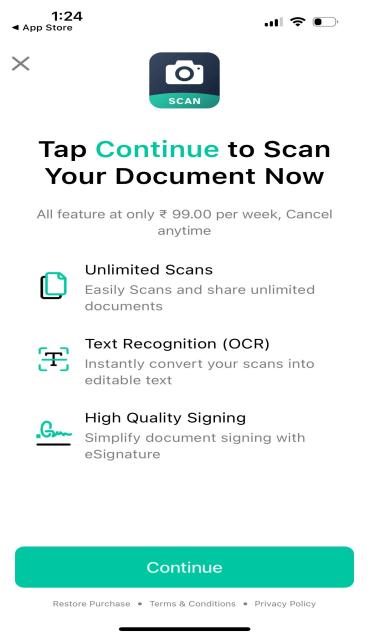 1:24
◀ App Store
SCAN
Tap Continue to Scan
Your Document Now
All feature at only ₹ 99.00 per week, Cancel
anytime
Unlimited Scans
Easily Scans and share unlimited
documents
Text Recognition (OCR)
Instantly convert your scans into
editable text
High Quality Signing
Simplify document signing with
eSignature
Continue
Restore Purchase • Terms & Conditions • Privacy Policy